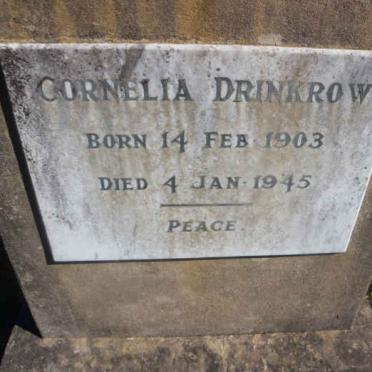 CORNELIA DRINKROW
BORN 14 FEB 1903
DIED 4 JAN 1945
PEACE.